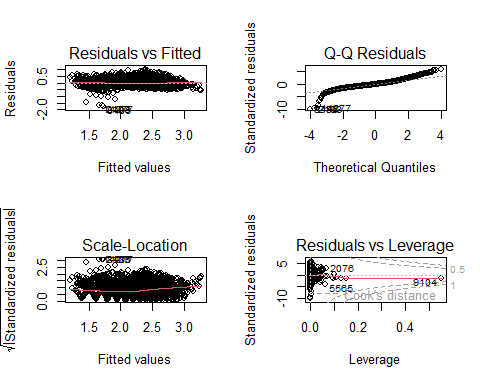 Residuals vs Fitted
Residuals
0.5
-2.0
1.5 2.0 2.5 3.0
Fitted values
Q-Q Residuals
Standardized residuals
0
-10
-4 -2 0 2 4
Theoretical Quantiles
Scale-Location
√|Standardized residuals|
2.5
0.0
1.5 2.0 2.5 3.0
Fitted values
Residuals vs Leverage
Standardized residuals
5
-10
2076
5565
9104
Cook's distance
0.5
1
0.0 0.2 0.4
Leverage